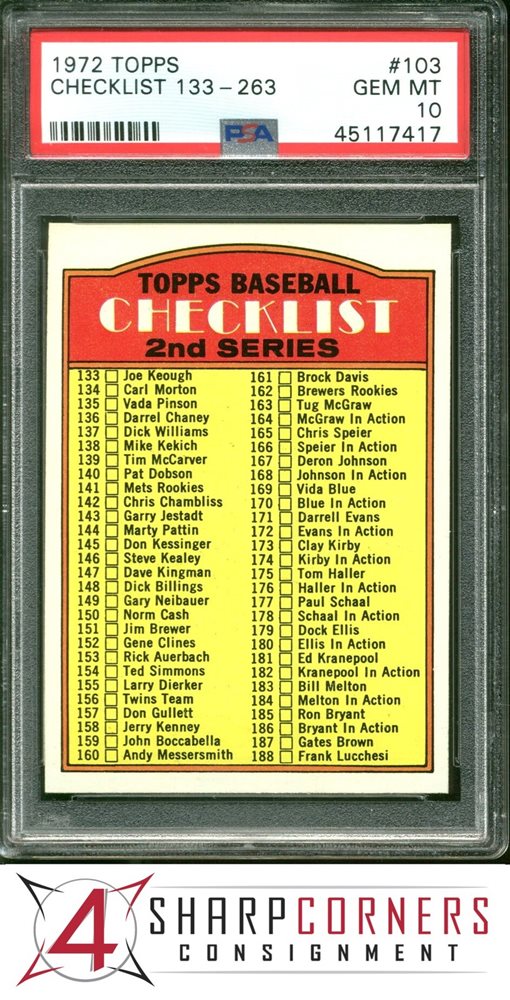 1972 TOPPS #103
CHECKLIST 133-263 GEM MT
10
PSA 45117417
TOPPS BASEBALL
CHECKLIST
2nd SERIES
133 Joe Keough
134 Carl Morton
135 Vada Pinson
136 Darrel Chaney
137 Dick Williams
138 Mike Kekich
139 Tim McCarver
140 Pat Dobson
141 Mets Rookies
142 Chris Chambliss
143 Garry Jestadt
144 Marty Pattin
145 Don Kessinger
146 Steve Kealey
147 Dave Kingman
148 Dick Billings
149 Gary Neibauer
150 Norm Cash
151 Jim Brewer
152 Gene Clines
153 Rick Auerbach
154 Ted Simmons
155 Larry Dierker
156 Twins Team
157 Don Gullett
158 Jerry Kenney
159 John Boccabella
160 Andy Messersmith
161 Brock Davis
162 Brewers Rookies
163 Tug McGraw
164 McGraw In Action
165 Chris Speier
166 Speier In Action
167 Deron Johnson
168 Johnson In Action
169 Vida Blue
170 Blue In Action
171 Darrell Evans
172 Evans In Action
173 Clay Kirby
174 Kirby In Action
175 Tom Haller
176 Haller In Action
177 Paul Schaal
178 Schaal In Action
179 Dock Ellis
180 Ellis In Action
181 Ed Kranepool
182 Kranepool In Action
183 Bill Melton
184 Melton In Action
185 Ron Bryant
186 Bryant In Action
187 Gates Brown
188 Frank Lucchesi
4 SHARPCORNERS
CONSIGNMENT